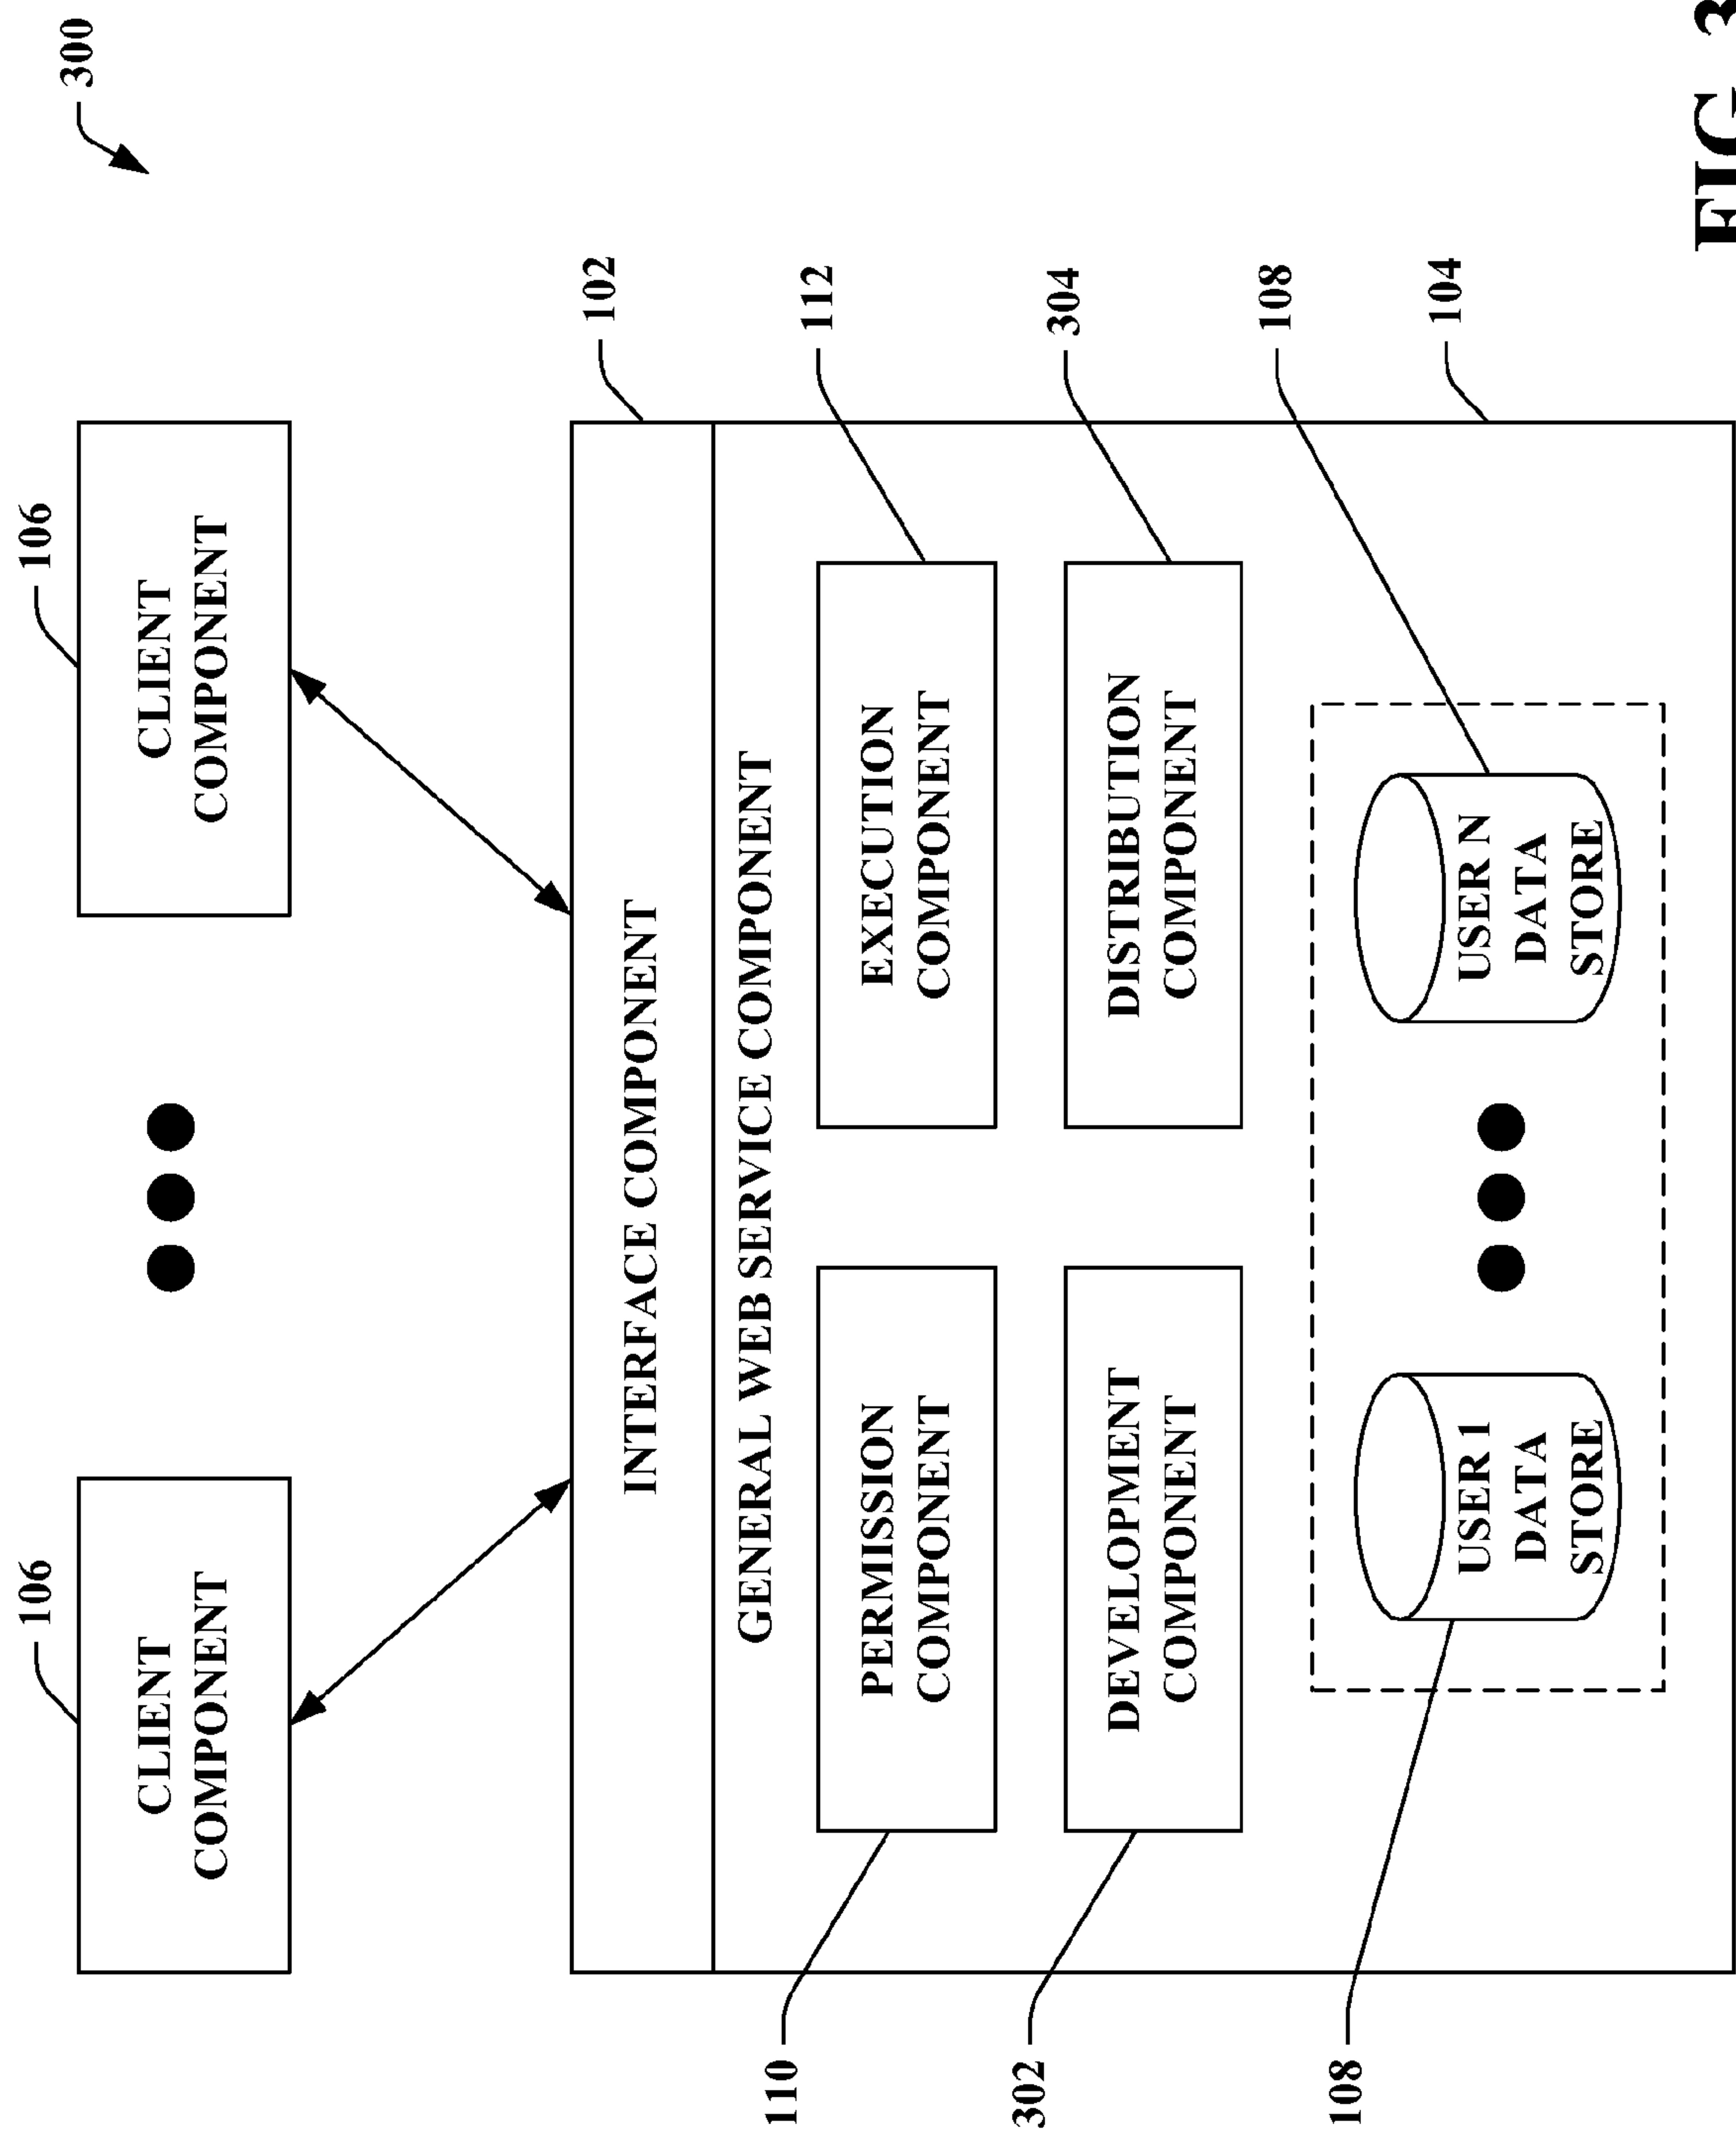 300
106
106
CLIENT
COMPONENT
CLIENT
COMPONENT
102
INTERFACE COMPONENT
GENERAL WEB SERVICE COMPONENT
110
PERMISSION
COMPONENT
EXECUTION
COMPONENT
112
302
DEVELOPMENT
COMPONENT
DISTRIBUTION
COMPONENT
304
108
USER 1
DATA
STORE
USER N
DATA
STORE
108
104
FIG. 3